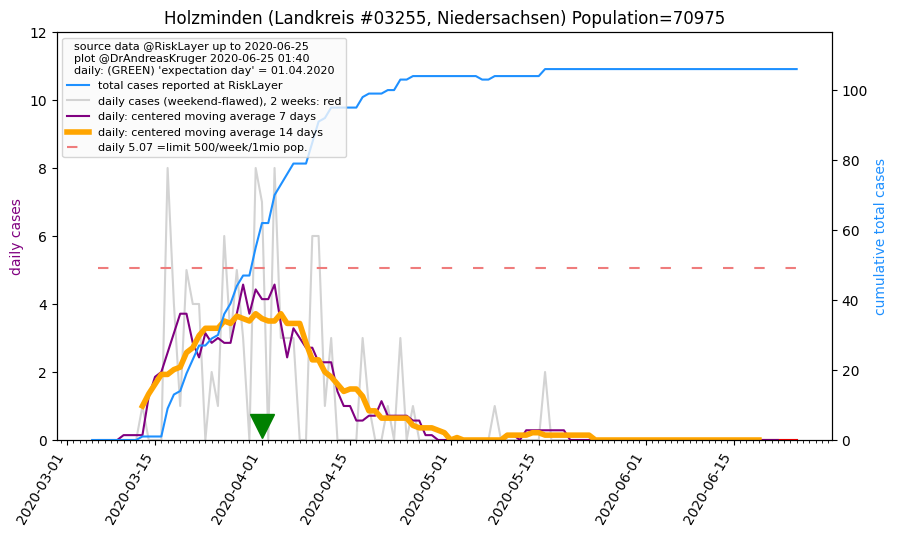 Holzminden (Landkreis #03255, Niedersachsen) Population=70975
source data @RiskLayer up to 2020-06-25
plot @DrAndreasKruger 2020-06-25 01:40
daily: (GREEN) 'expectation day' = 01.04.2020
total cases reported at RiskLayer
daily cases (weekend-flawed), 2 weeks: red
daily: centered moving average 7 days
daily: centered moving average 14 days
daily 5.07 =limit 500/week/1mio pop.
daily cases
12
10
8
6
4
2
0
cumulative total cases
100
80
60
40
20
0
2020-03-01
2020-03-15
2020-04-01
2020-04-15
2020-05-01
2020-05-15
2020-06-01
2020-06-15